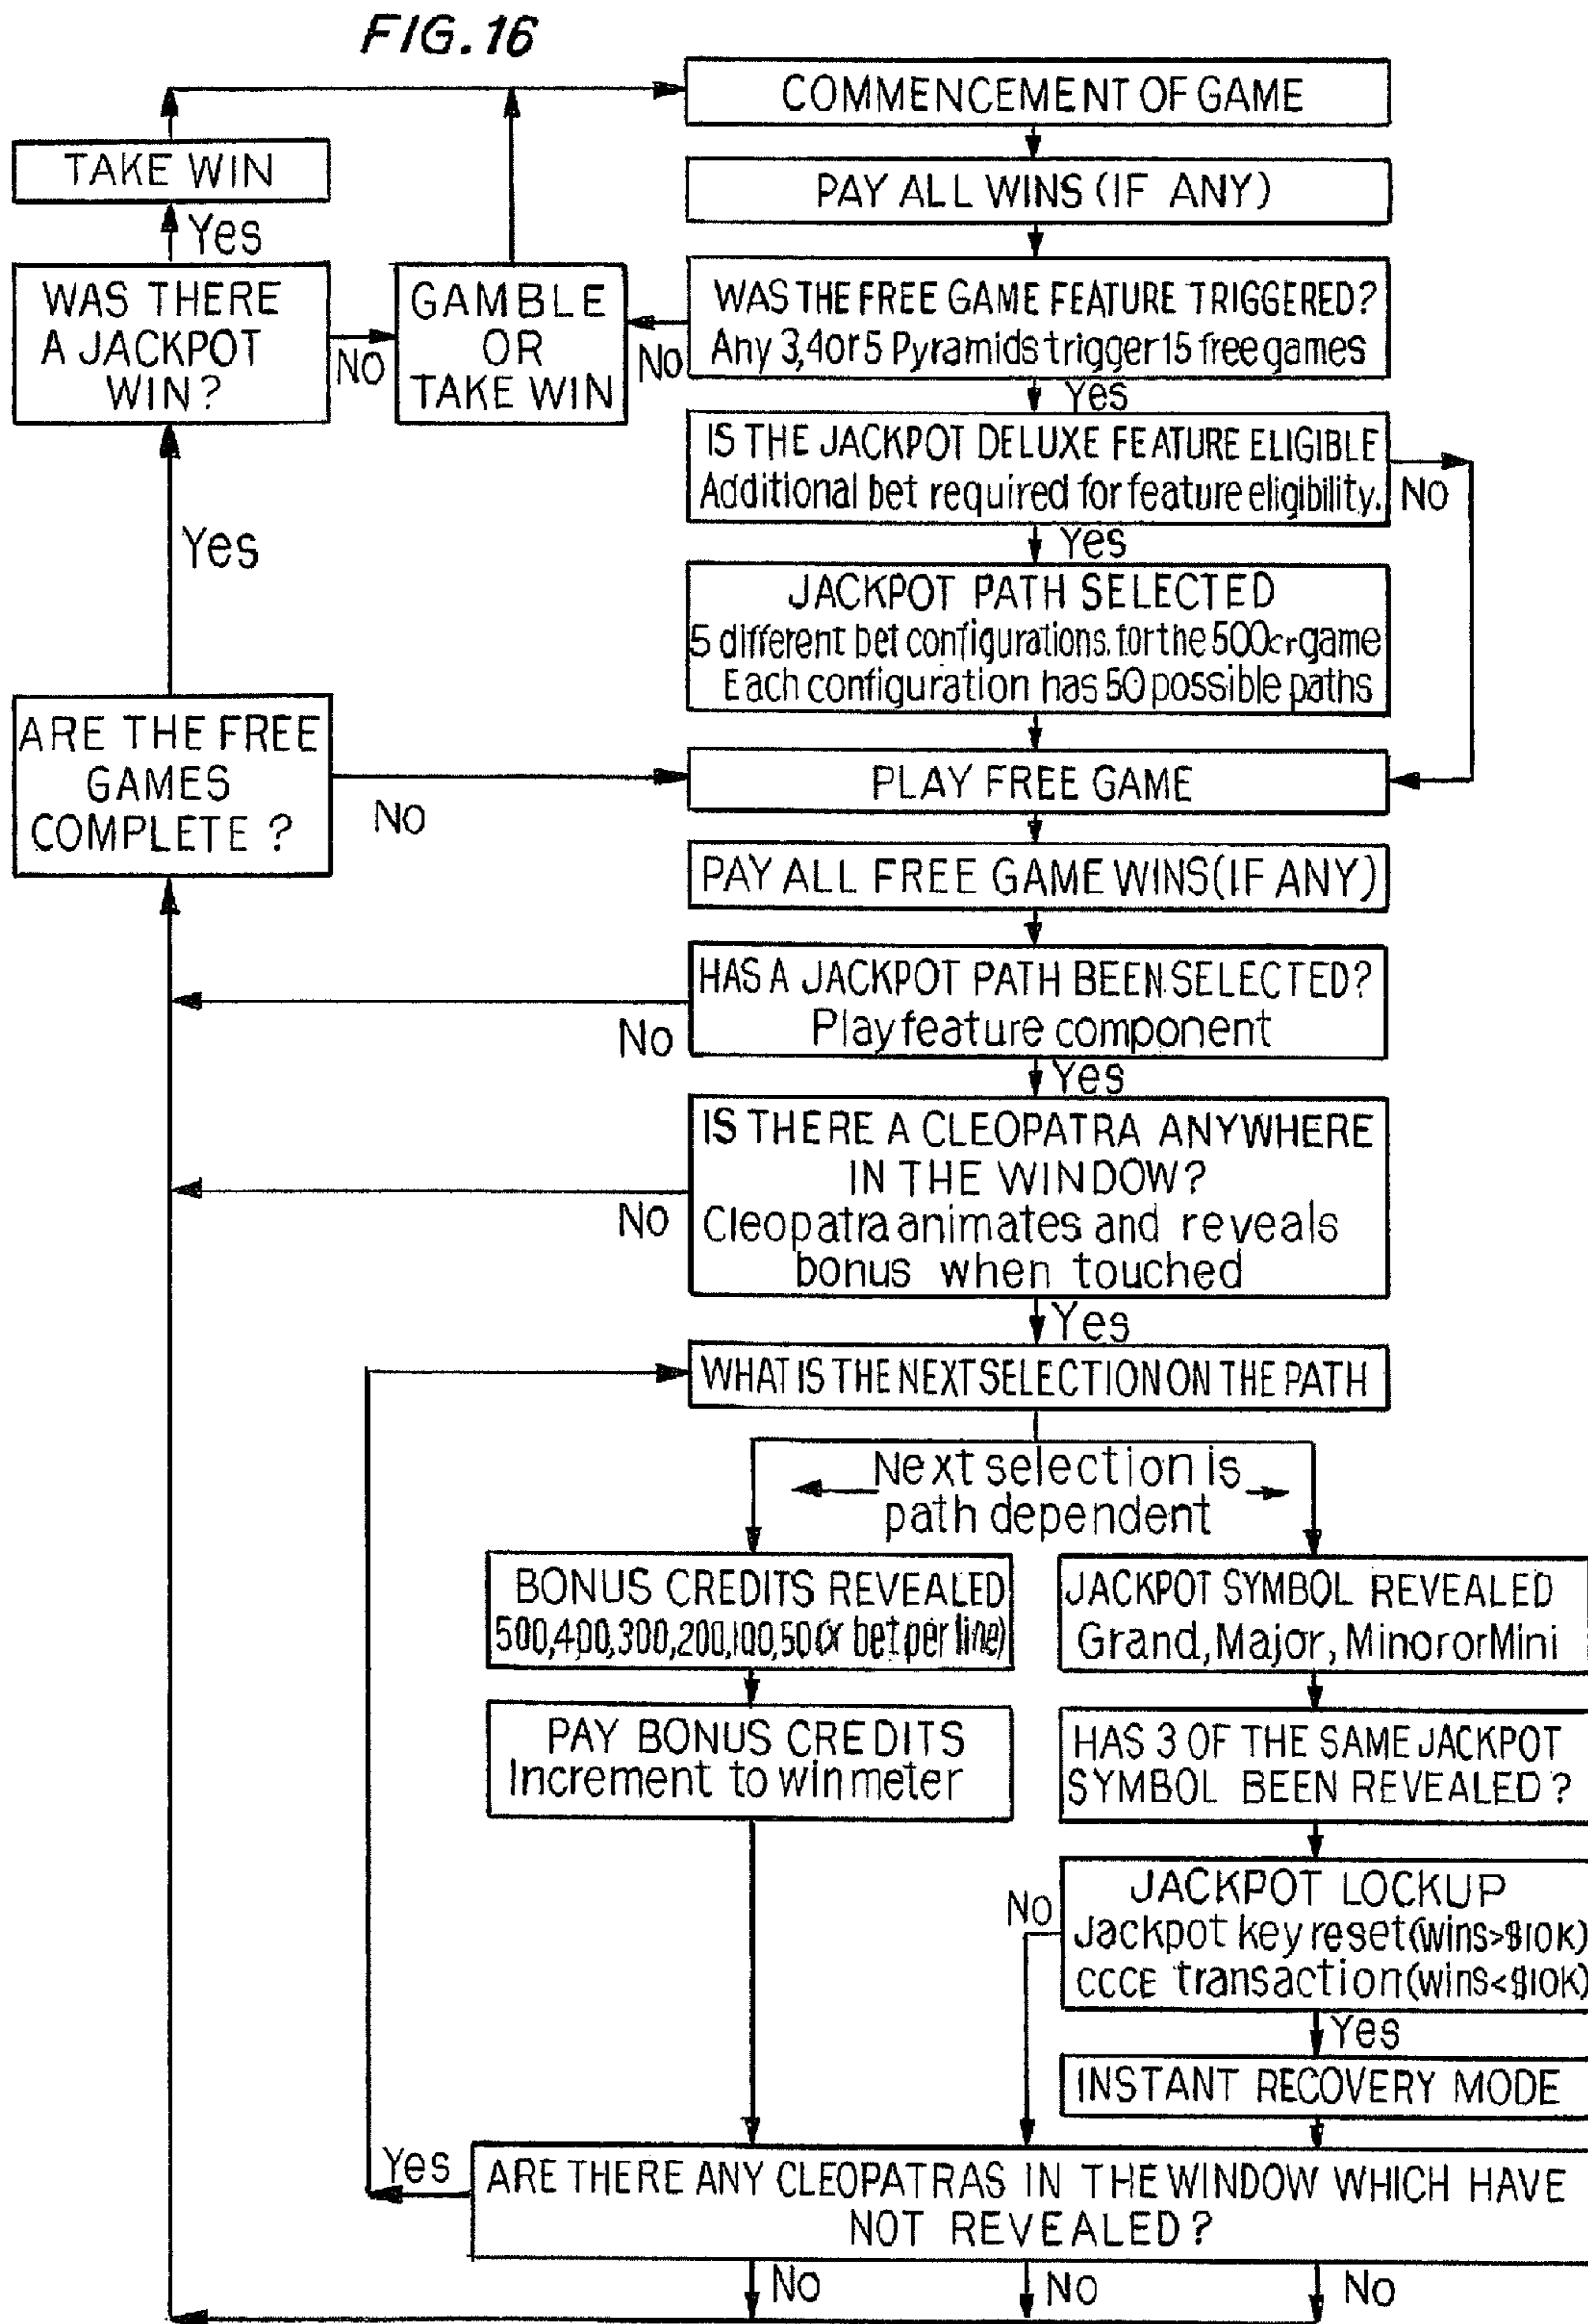 FIG. 16
COMMENCEMENT OF GAME
TAKE WIN
PAY ALL WINS (IF ANY)
Yes
WAS THERE
A JACKPOT
WIN?
No
GAMBLE
OR
TAKE WIN
No
WAS THE FREE GAME FEATURE TRIGGERED?
Any 3,4 or 5 Pyramids trigger 15 free games
Yes
IS THE JACKPOT DELUXE FEATURE ELIGIBLE
Additional bet required for feature eligibility.
No
Yes
Yes
JACKPOT PATH SELECTED
5 different bet configurations. for the 500cr game
Each configuration has 50 possible paths
ARE THE FREE
GAMES
COMPLETE ?
No
PLAY FREE GAME
PAY ALL FREE GAME WINS (IF ANY)
HAS A JACKPOT PATH BEEN SELECTED?
Play feature component
No
Yes
IS THERE A CLEOPATRA ANYWHERE
IN THE WINDOW?
Cleopatra animates and reveals
bonus when touched
No
Yes
WHAT IS THE NEXT SELECTION ON THE PATH
Next selection is
path dependent
BONUS CREDITS REVEALED
500,400,300,200,100,50 (x bet per line)
JACKPOT SYMBOL REVEALED
Grand, Major, Minor or Mini
PAY BONUS CREDITS
Increment to win meter
HAS 3 OF THE SAME JACKPOT
SYMBOL BEEN REVEALED ?
No
JACKPOT LOCKUP
Jackpot key reset (wins>$10K)
CCCE transaction (wins<$10K)
Yes
INSTANT RECOVERY MODE
Yes
ARE THERE ANY CLEOPATRAS IN THE WINDOW WHICH HAVE
NOT REVEALED ?
No
No
No